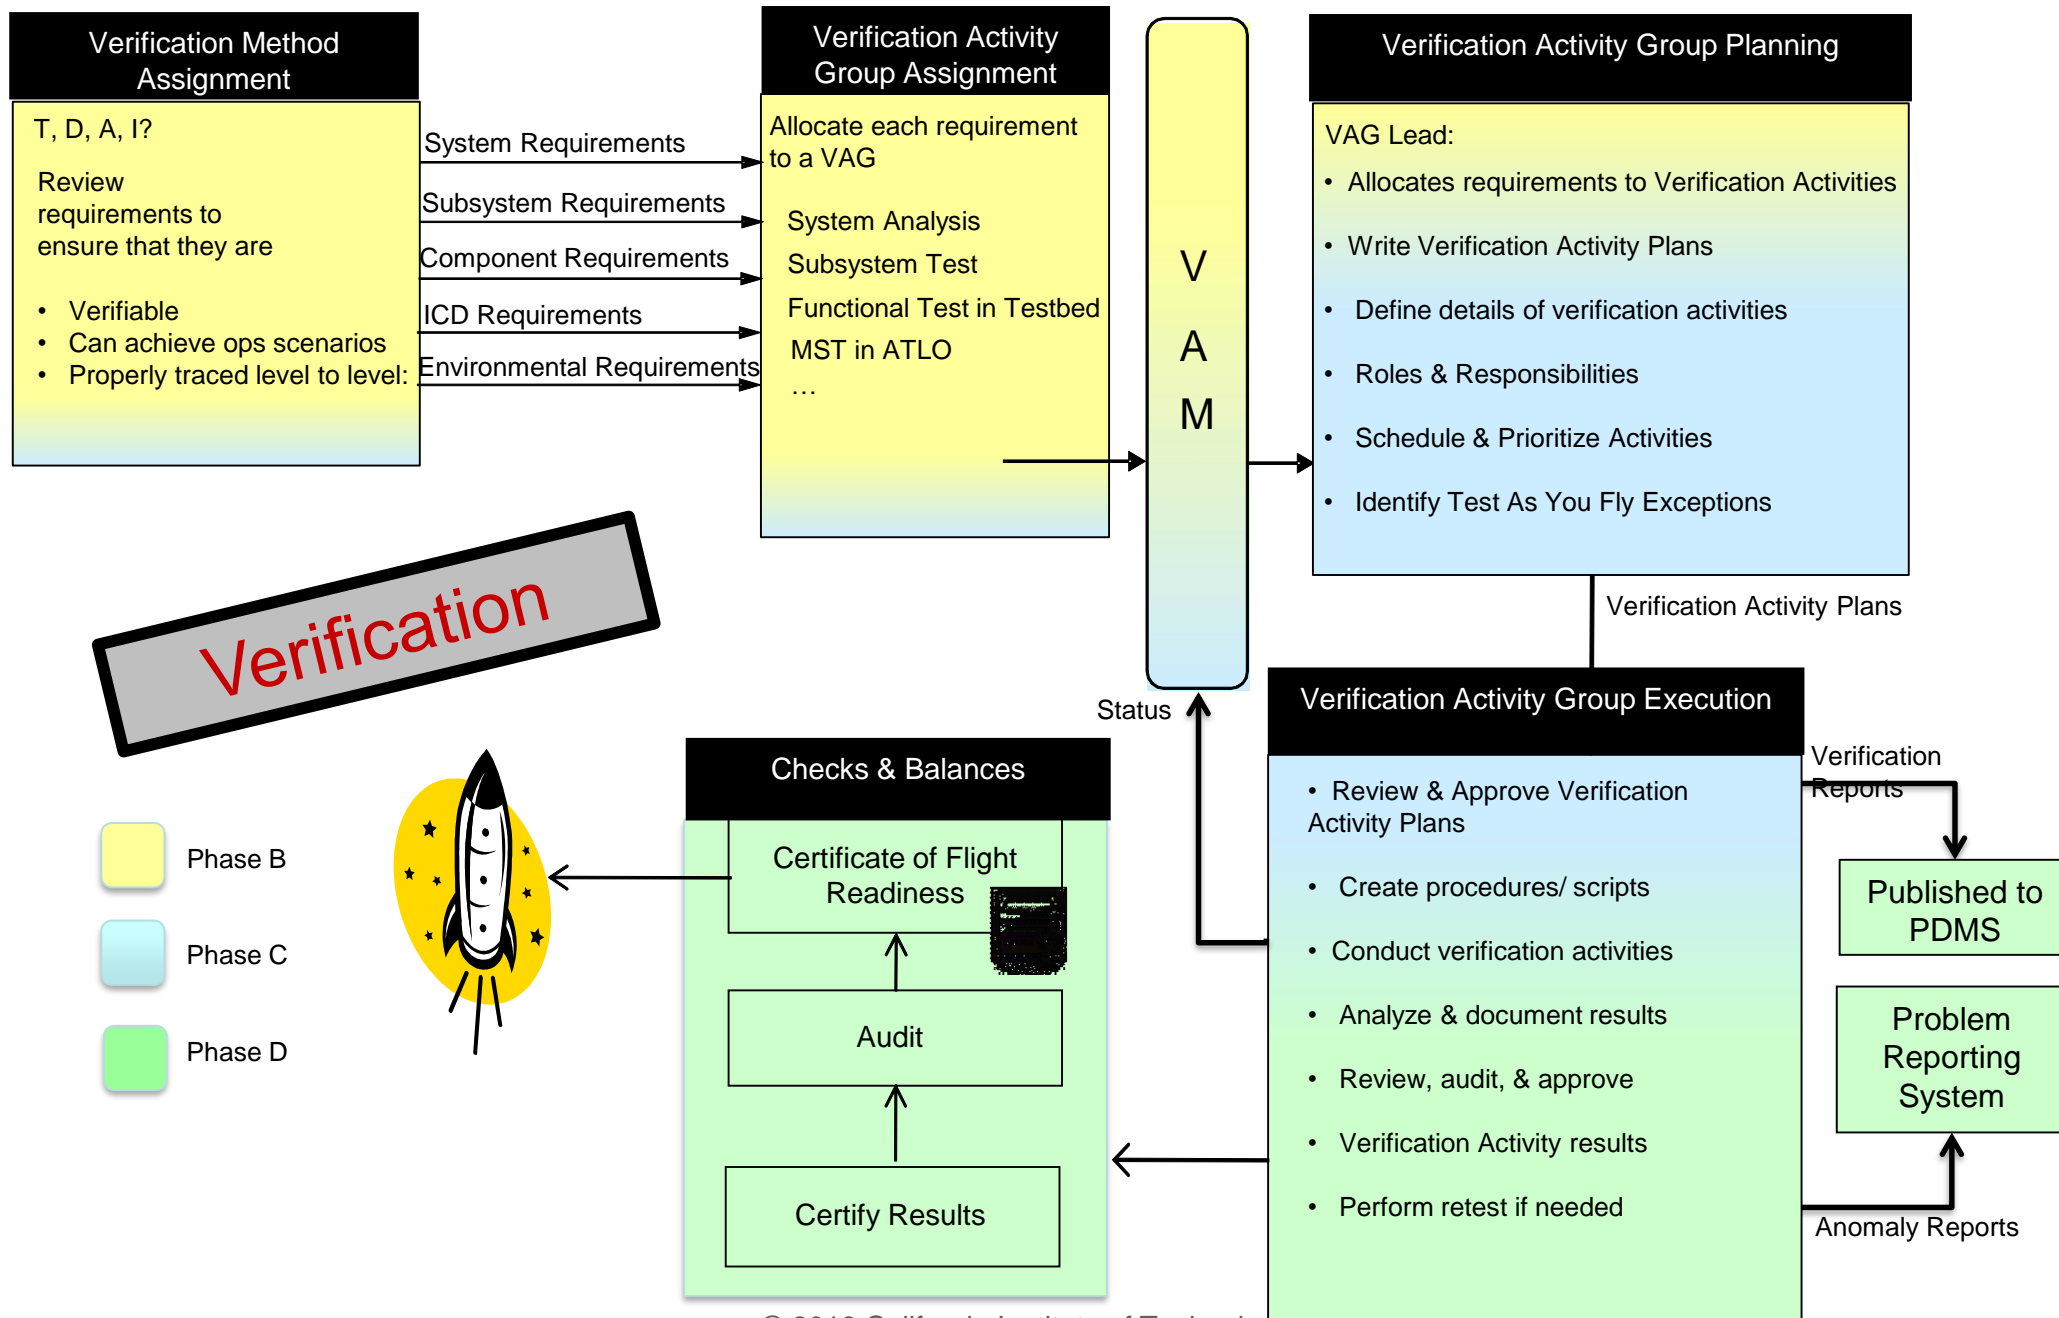 Verification Method
Assignment
T, D, A, I?
Review
requirements to
ensure that they are
• Verifiable
• Can achieve ops scenarios
• Properly traced level to level:
System Requirements
Subsystem Requirements
Component Requirements
ICD Requirements
Environmental Requirements
Verification Activity
Group Assignment
Allocate each requirement
to a VAG
System Analysis
Subsystem Test
Functional Test in Testbed
MST in ATLO
…
V
A
M
Verification Activity Group Planning
VAG Lead:
• Allocates requirements to Verification Activities
• Write Verification Activity Plans
• Define details of verification activities
• Roles & Responsibilities
• Schedule & Prioritize Activities
• Identify Test As You Fly Exceptions
Verification Activity Plans
Verification
Status
Verification Activity Group Execution
• Review & Approve Verification
Activity Plans
• Create procedures/ scripts
• Conduct verification activities
• Analyze & document results
• Review, audit, & approve
• Verification Activity results
• Perform retest if needed
Verification
Reports
Published to
PDMS
Problem
Reporting
System
Anomaly Reports
Checks & Balances
Certificate of Flight
Readiness
Audit
Certify Results
Phase B
Phase C
Phase D